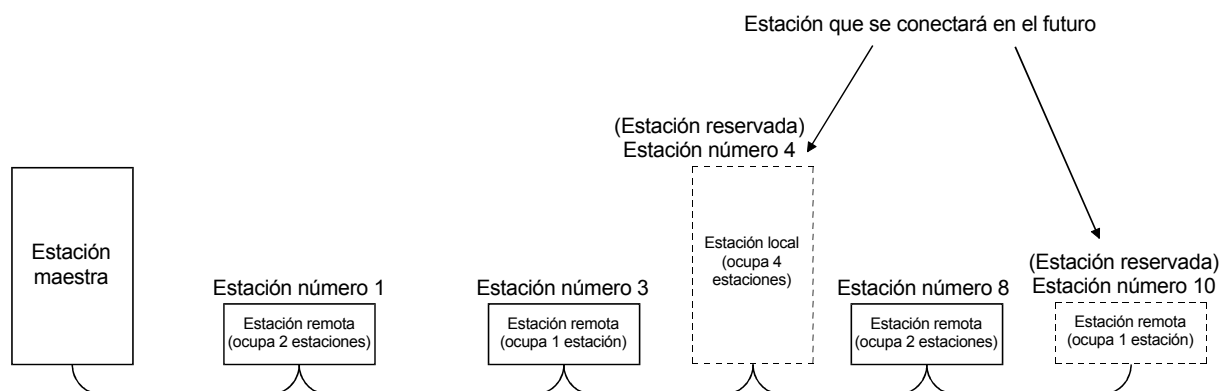 Estación que se conectará en el futuro
(Estación reservada)
Estación número 4
Estación
maestra
Estación local
(ocupa 4
estaciones)
(Estación reservada)
Estación número 10
Estación número 1
Estación número 3
Estación número 8
Estación remota
(ocupa 2 estaciones)
Estación remota
(ocupa 1 estación)
Estación remota
(ocupa 2 estaciones)
Estación remota
(ocupa 1 estación)